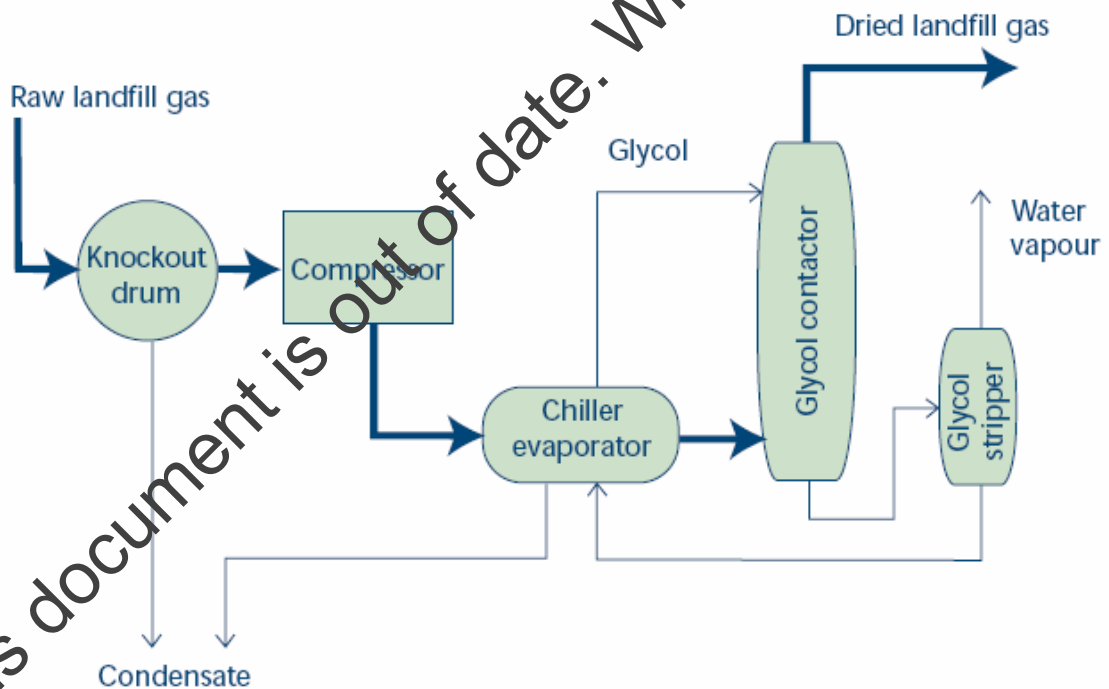 Dried landfill gas
Raw landfill gas
Glycol
Water
vapour
Knockout
drum
Compressor
Glycol contactor
Chiller
evaporator
Glycol
stripper
Condensate
document is out of date.